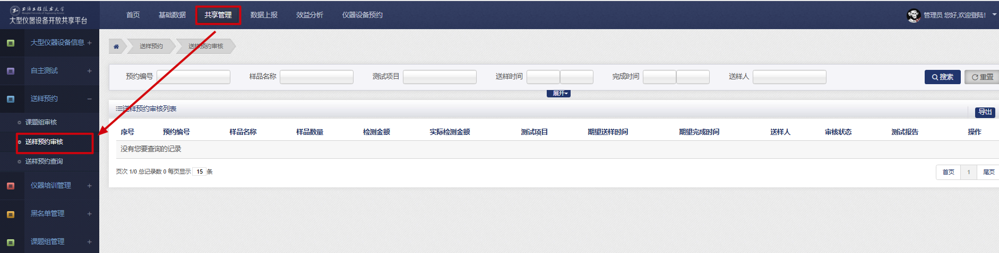 上海工程技术大学
Shanghai University of Engineering Science
大型仪器设备开放共享平台
首页 基础数据 共享管理 数据上报 效益分析 仪器设备预约
管理员 您好,欢迎登陆!
大型仪器设备信息
自主测试
送样预约
课题组审核
送样预约审核
送样预约查询
仪器培训管理
黑名单管理
课题组管理
送样预约 送样预约审核
预约编号 样品名称 测试项目 送样时间 完成时间 送样人 搜索 重置
展开
送样预约审核列表 导出
序号 预约编号 样品名称 样品数量 检测金额 实际检测金额 测试项目 期望送样时间 期望完成时间 送样人 审核状态 测试报告 操作
没有您要查询的记录
页次 1/0 总记录数 0 每页显示 15 条
首页 1 尾页